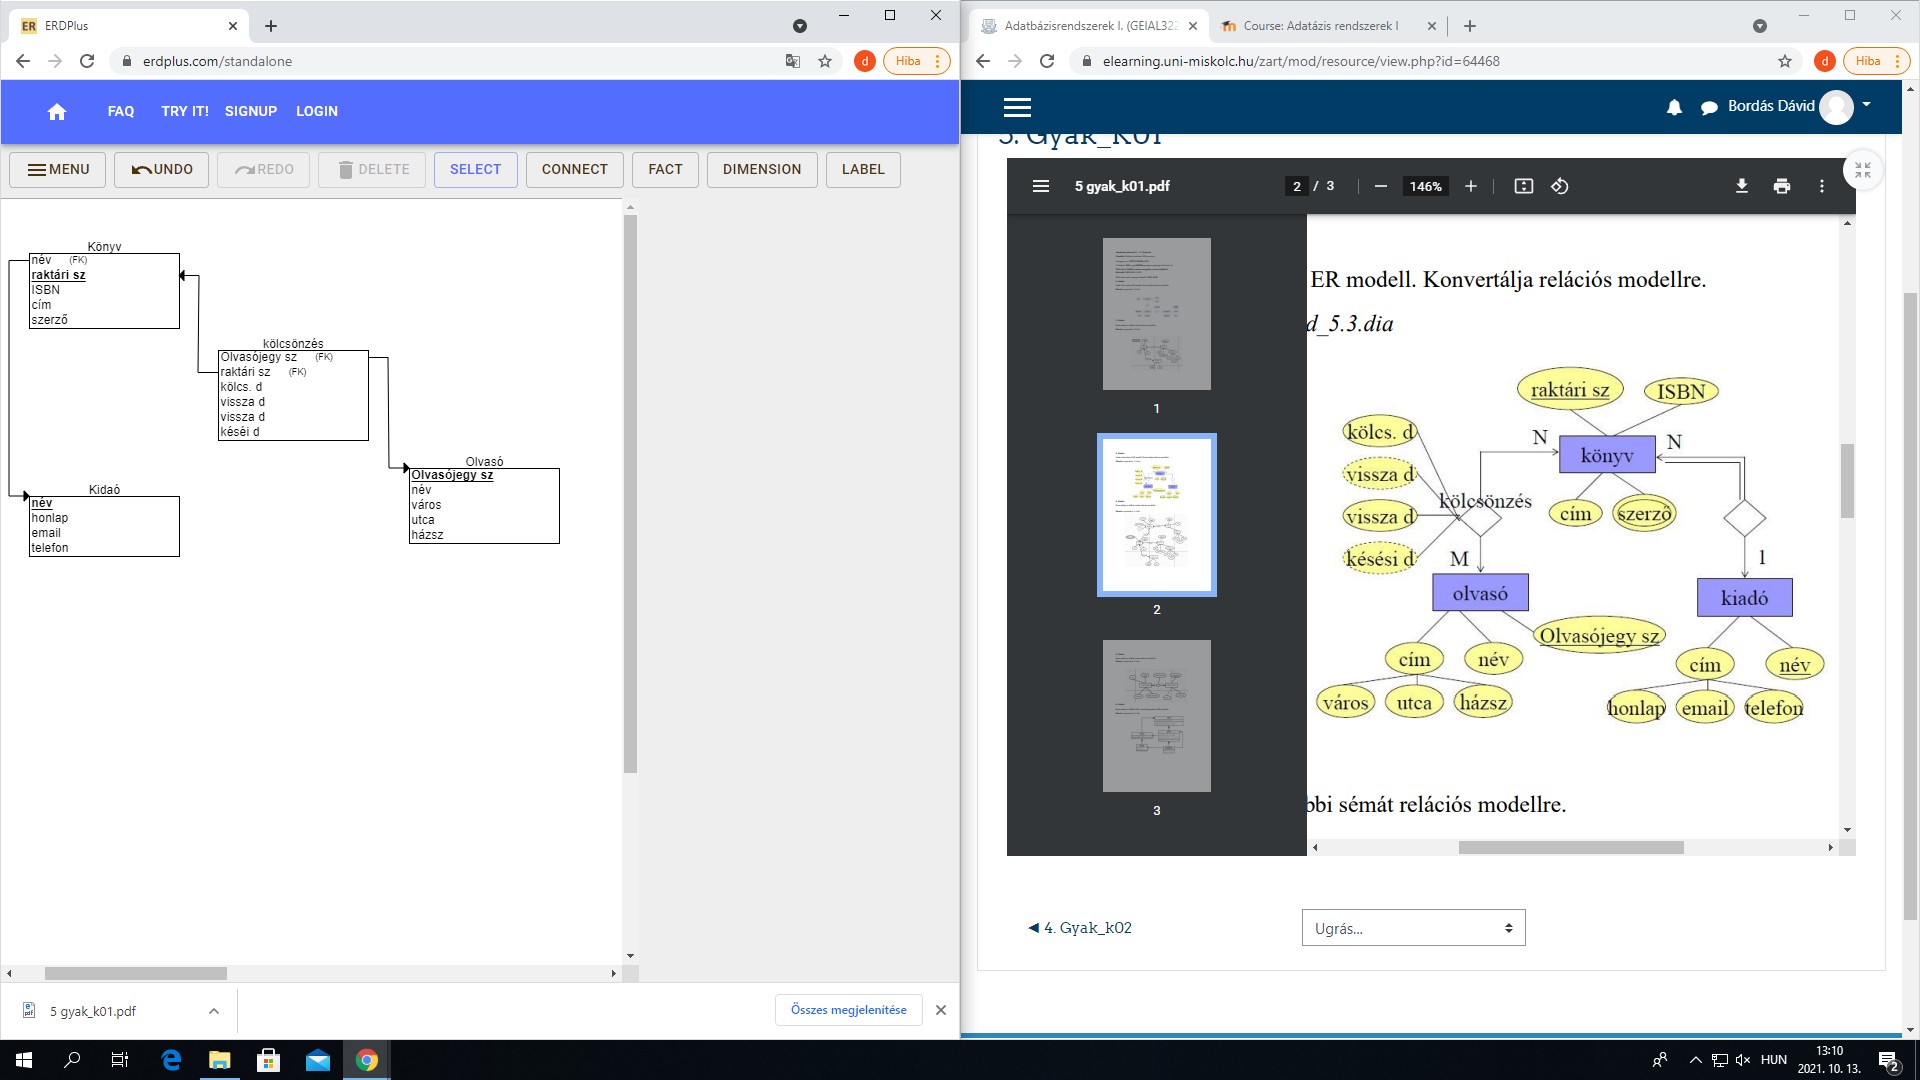 ERDPlus
erdplus.com/standalone
Hiba
FAQ
TRY IT!
SIGNUP
LOGIN
MENU
UNDO
REDO
DELETE
SELECT
CONNECT
FACT
DIMENSION
LABEL
Könyv
név (FK)
raktári sz
ISBN
cím
szerző
kölcsönzés
Olvasójegy sz (FK)
raktári sz (FK)
kölcs. d
vissza d
vissza d
késéi d
Olvasó
Olvasójegy sz
név
város
utca
házsz
Kidaó
név
honlap
email
telefon
5 gyak_k01.pdf
Összes megjelenítése
Adatbázisrendszerek I. (GEIAL322
Course: Adatázis rendszerek I
elearning.uni-miskolc.hu/zart/mod/resource/view.php?id=64468
d
Hiba
Bordás Dávid
5. Gyak_K01
5 gyak_k01.pdf
2 / 3
146%
1
2
3
ER modell. Konvertálja relációs modellre.
d_5.3.dia
raktári sz
ISBN
kölcs. d
N
N
könyv
vissza d
kölcsönzés
vissza d
cím
szerző
késési d
M
1
olvasó
kiadó
Olvasójegy sz
cím
név
cím
név
város
utca
házsz
honlap
email
telefon
bbi sémát relációs modellre.
◄ 4. Gyak_k02
Ugrás...
HUN
13:10
2021. 10. 13.
2